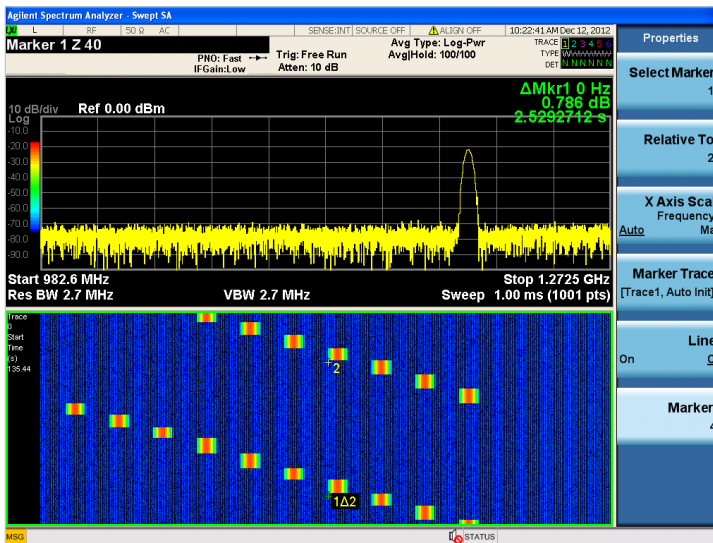 Agilent Spectrum Analyzer - Swept SA
L RF 50 Ω AC SENSE:INT SOURCE OFF ALIGN OFF 10:22:41 AM Dec 12, 2012
Marker 1 Z 40
PNO: Fast
IFGain:Low
Trig: Free Run
Atten: 10 dB
Avg Type: Log-Pwr
Avg|Hold: 100/100
TRACE 1 2 3 4 5 6
TYPE
DET N N N N N N
ΔMkr1 0 Hz
0.786 dB
2.5292712 s
10 dB/div
Log
Ref 0.00 dBm
-10.0
-20.0
-30.0
-40.0
-50.0
-60.0
-70.0
-80.0
-90.0
Start 982.6 MHz
Stop 1.2725 GHz
Res BW 2.7 MHz
VBW 2.7 MHz
Sweep 1.00 ms (1001 pts)
Trace
0
Start
Time
(s)
135.44
2
1Δ2
MSG
STATUS
Properties
Select Marker
1
Relative To
2
X Axis Sca
Frequency
Auto Ma
Marker Trace
[Trace1, Auto Init]
Line
On
Marker